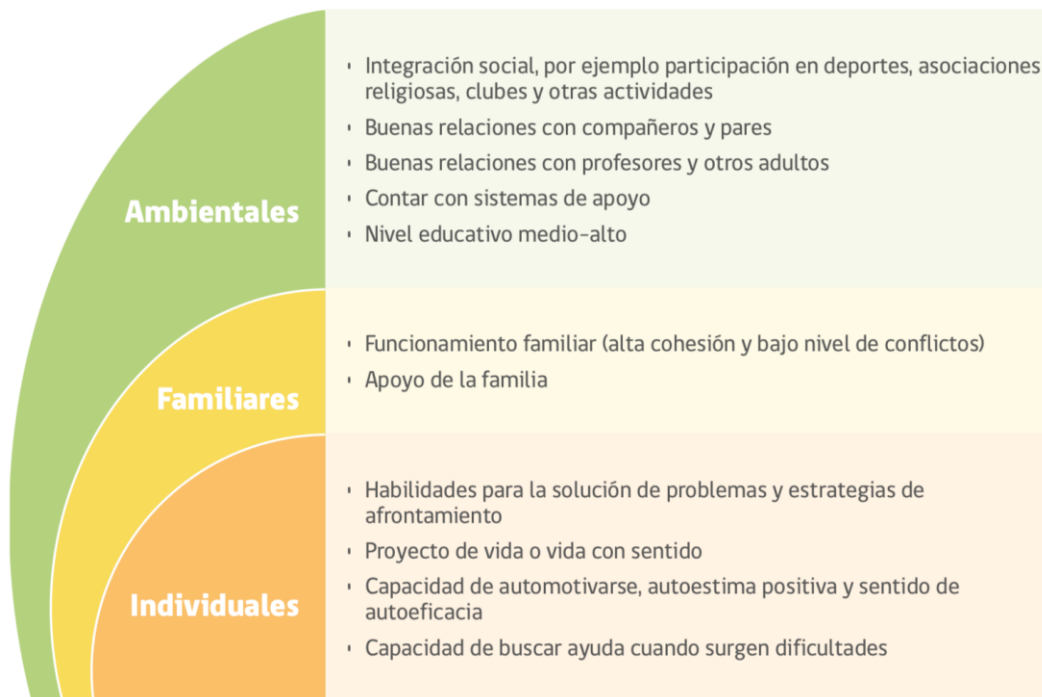 Ambientales
· Integración social, por ejemplo participación en deportes, asociaciones
religiosas, clubes y otras actividades
· Buenas relaciones con compañeros y pares
· Buenas relaciones con profesores y otros adultos
· Contar con sistemas de apoyo
· Nivel educativo medio-alto
Familiares
· Funcionamiento familiar (alta cohesión y bajo nivel de conflictos)
· Apoyo de la familia
Individuales
· Habilidades para la solución de problemas y estrategias de
afrontamiento
· Proyecto de vida o vida con sentido
· Capacidad de automotivarse, autoestima positiva y sentido de
autoeficacia
· Capacidad de buscar ayuda cuando surgen dificultades